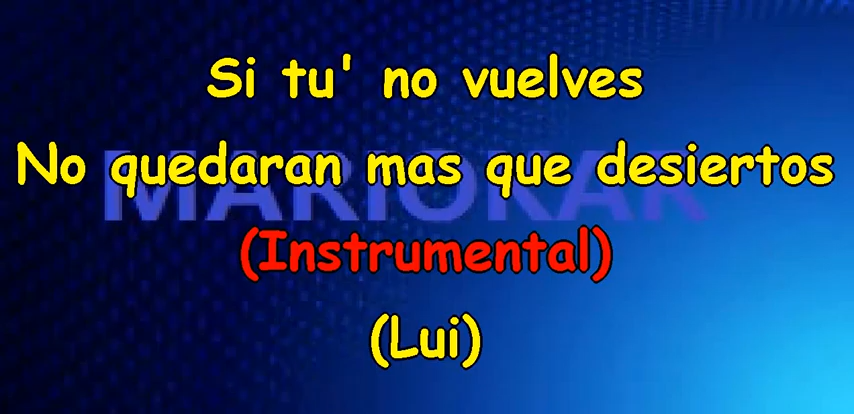 Si tu' no vuelves
No quedaran mas que desiertos
MARIOKAR
(Instrumental)
(Lui)